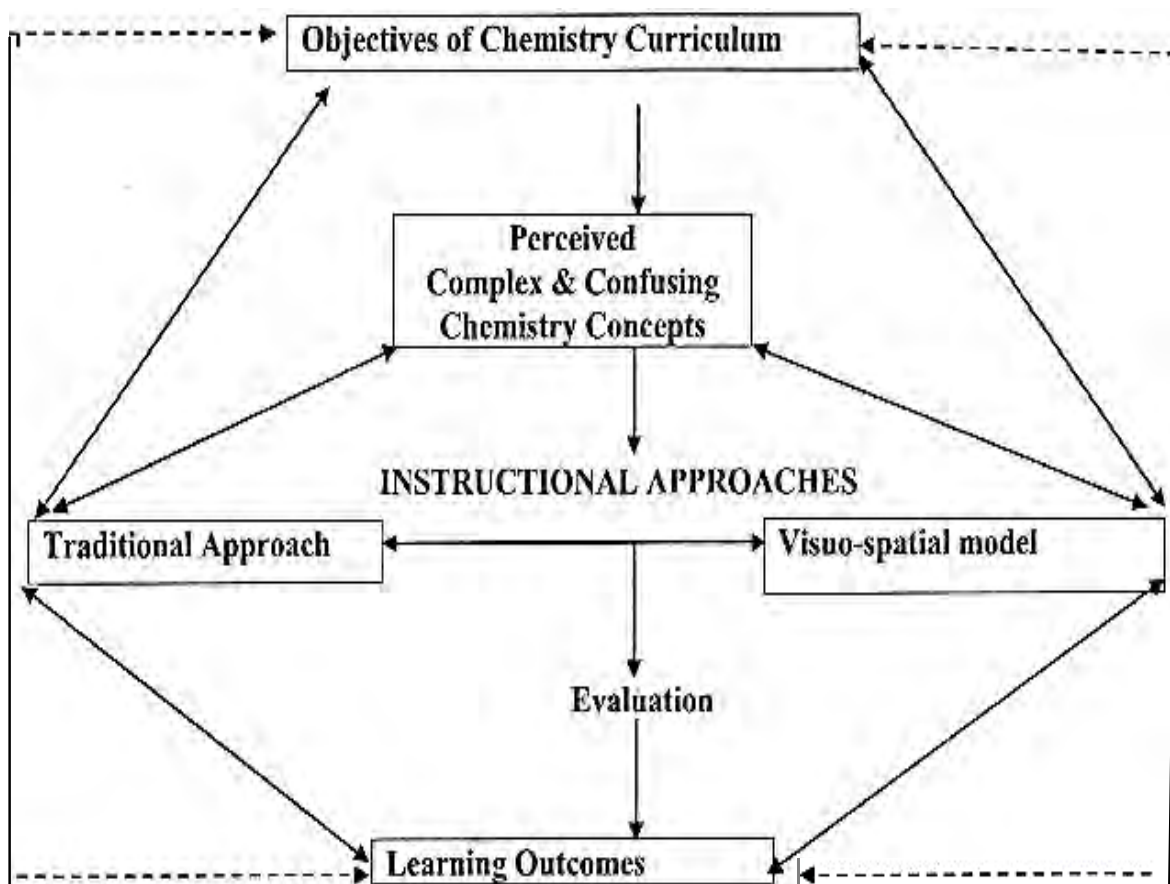 Objectives of Chemistry Curriculum
Perceived
Complex & Confusing
Chemistry Concepts
INSTRUCTIONAL APPROACHES
Traditional Approach
Visuo-spatial model
Evaluation
Learning Outcomes